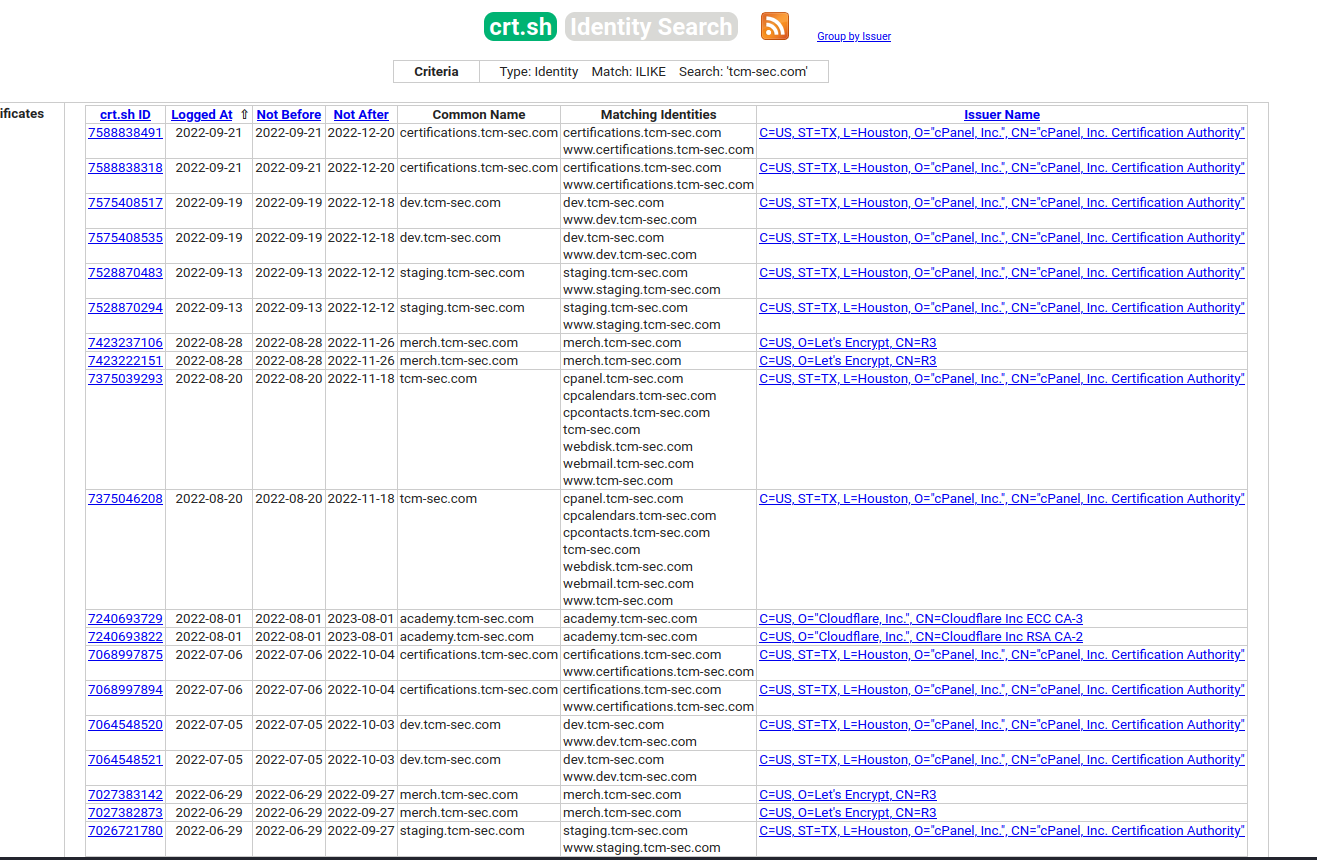 crt.sh Identity Search Group by Issuer
Criteria Type: Identity Match: ILIKE Search: 'tcm-sec.com'
ificates
crt.sh ID Logged At ⇧ Not Before Not After Common Name Matching Identities Issuer Name
7588838491 2022-09-21 2022-09-21 2022-12-20 certifications.tcm-sec.com certifications.tcm-sec.com C=US, ST=TX, L=Houston, O="cPanel, Inc.", CN="cPanel, Inc. Certification Authority"
www.certifications.tcm-sec.com
7588838318 2022-09-21 2022-09-21 2022-12-20 certifications.tcm-sec.com certifications.tcm-sec.com C=US, ST=TX, L=Houston, O="cPanel, Inc.", CN="cPanel, Inc. Certification Authority"
www.certifications.tcm-sec.com
7575408517 2022-09-19 2022-09-19 2022-12-18 dev.tcm-sec.com dev.tcm-sec.com C=US, ST=TX, L=Houston, O="cPanel, Inc.", CN="cPanel, Inc. Certification Authority"
www.dev.tcm-sec.com
7575408535 2022-09-19 2022-09-19 2022-12-18 dev.tcm-sec.com dev.tcm-sec.com C=US, ST=TX, L=Houston, O="cPanel, Inc.", CN="cPanel, Inc. Certification Authority"
www.dev.tcm-sec.com
7528870483 2022-09-13 2022-09-13 2022-12-12 staging.tcm-sec.com staging.tcm-sec.com C=US, ST=TX, L=Houston, O="cPanel, Inc.", CN="cPanel, Inc. Certification Authority"
www.staging.tcm-sec.com
7528870294 2022-09-13 2022-09-13 2022-12-12 staging.tcm-sec.com staging.tcm-sec.com C=US, ST=TX, L=Houston, O="cPanel, Inc.", CN="cPanel, Inc. Certification Authority"
www.staging.tcm-sec.com
7423237106 2022-08-28 2022-08-28 2022-11-26 merch.tcm-sec.com merch.tcm-sec.com C=US, O=Let's Encrypt, CN=R3
7423222151 2022-08-28 2022-08-28 2022-11-26 merch.tcm-sec.com merch.tcm-sec.com C=US, O=Let's Encrypt, CN=R3
7375039293 2022-08-20 2022-08-20 2022-11-18 tcm-sec.com cpanel.tcm-sec.com C=US, ST=TX, L=Houston, O="cPanel, Inc.", CN="cPanel, Inc. Certification Authority"
cpcalendars.tcm-sec.com
cpcontacts.tcm-sec.com
tcm-sec.com
webdisk.tcm-sec.com
webmail.tcm-sec.com
www.tcm-sec.com
7375046208 2022-08-20 2022-08-20 2022-11-18 tcm-sec.com cpanel.tcm-sec.com C=US, ST=TX, L=Houston, O="cPanel, Inc.", CN="cPanel, Inc. Certification Authority"
cpcalendars.tcm-sec.com
cpcontacts.tcm-sec.com
tcm-sec.com
webdisk.tcm-sec.com
webmail.tcm-sec.com
www.tcm-sec.com
7240693729 2022-08-01 2022-08-01 2023-08-01 academy.tcm-sec.com academy.tcm-sec.com C=US, O="Cloudflare, Inc.", CN=Cloudflare Inc ECC CA-3
7240693822 2022-08-01 2022-08-01 2023-08-01 academy.tcm-sec.com academy.tcm-sec.com C=US, O="Cloudflare, Inc.", CN=Cloudflare Inc RSA CA-2
7068997875 2022-07-06 2022-07-06 2022-10-04 certifications.tcm-sec.com certifications.tcm-sec.com C=US, ST=TX, L=Houston, O="cPanel, Inc.", CN="cPanel, Inc. Certification Authority"
www.certifications.tcm-sec.com
7068997894 2022-07-06 2022-07-06 2022-10-04 certifications.tcm-sec.com certifications.tcm-sec.com C=US, ST=TX, L=Houston, O="cPanel, Inc.", CN="cPanel, Inc. Certification Authority"
www.certifications.tcm-sec.com
7064548520 2022-07-05 2022-07-05 2022-10-03 dev.tcm-sec.com dev.tcm-sec.com C=US, ST=TX, L=Houston, O="cPanel, Inc.", CN="cPanel, Inc. Certification Authority"
www.dev.tcm-sec.com
7064548521 2022-07-05 2022-07-05 2022-10-03 dev.tcm-sec.com dev.tcm-sec.com C=US, ST=TX, L=Houston, O="cPanel, Inc.", CN="cPanel, Inc. Certification Authority"
www.dev.tcm-sec.com
7027383142 2022-06-29 2022-06-29 2022-09-27 merch.tcm-sec.com merch.tcm-sec.com C=US, O=Let's Encrypt, CN=R3
7027382873 2022-06-29 2022-06-29 2022-09-27 merch.tcm-sec.com merch.tcm-sec.com C=US, O=Let's Encrypt, CN=R3
7026721780 2022-06-29 2022-06-29 2022-09-27 staging.tcm-sec.com staging.tcm-sec.com C=US, ST=TX, L=Houston, O="cPanel, Inc.", CN="cPanel, Inc. Certification Authority"
www.staging.tcm-sec.com